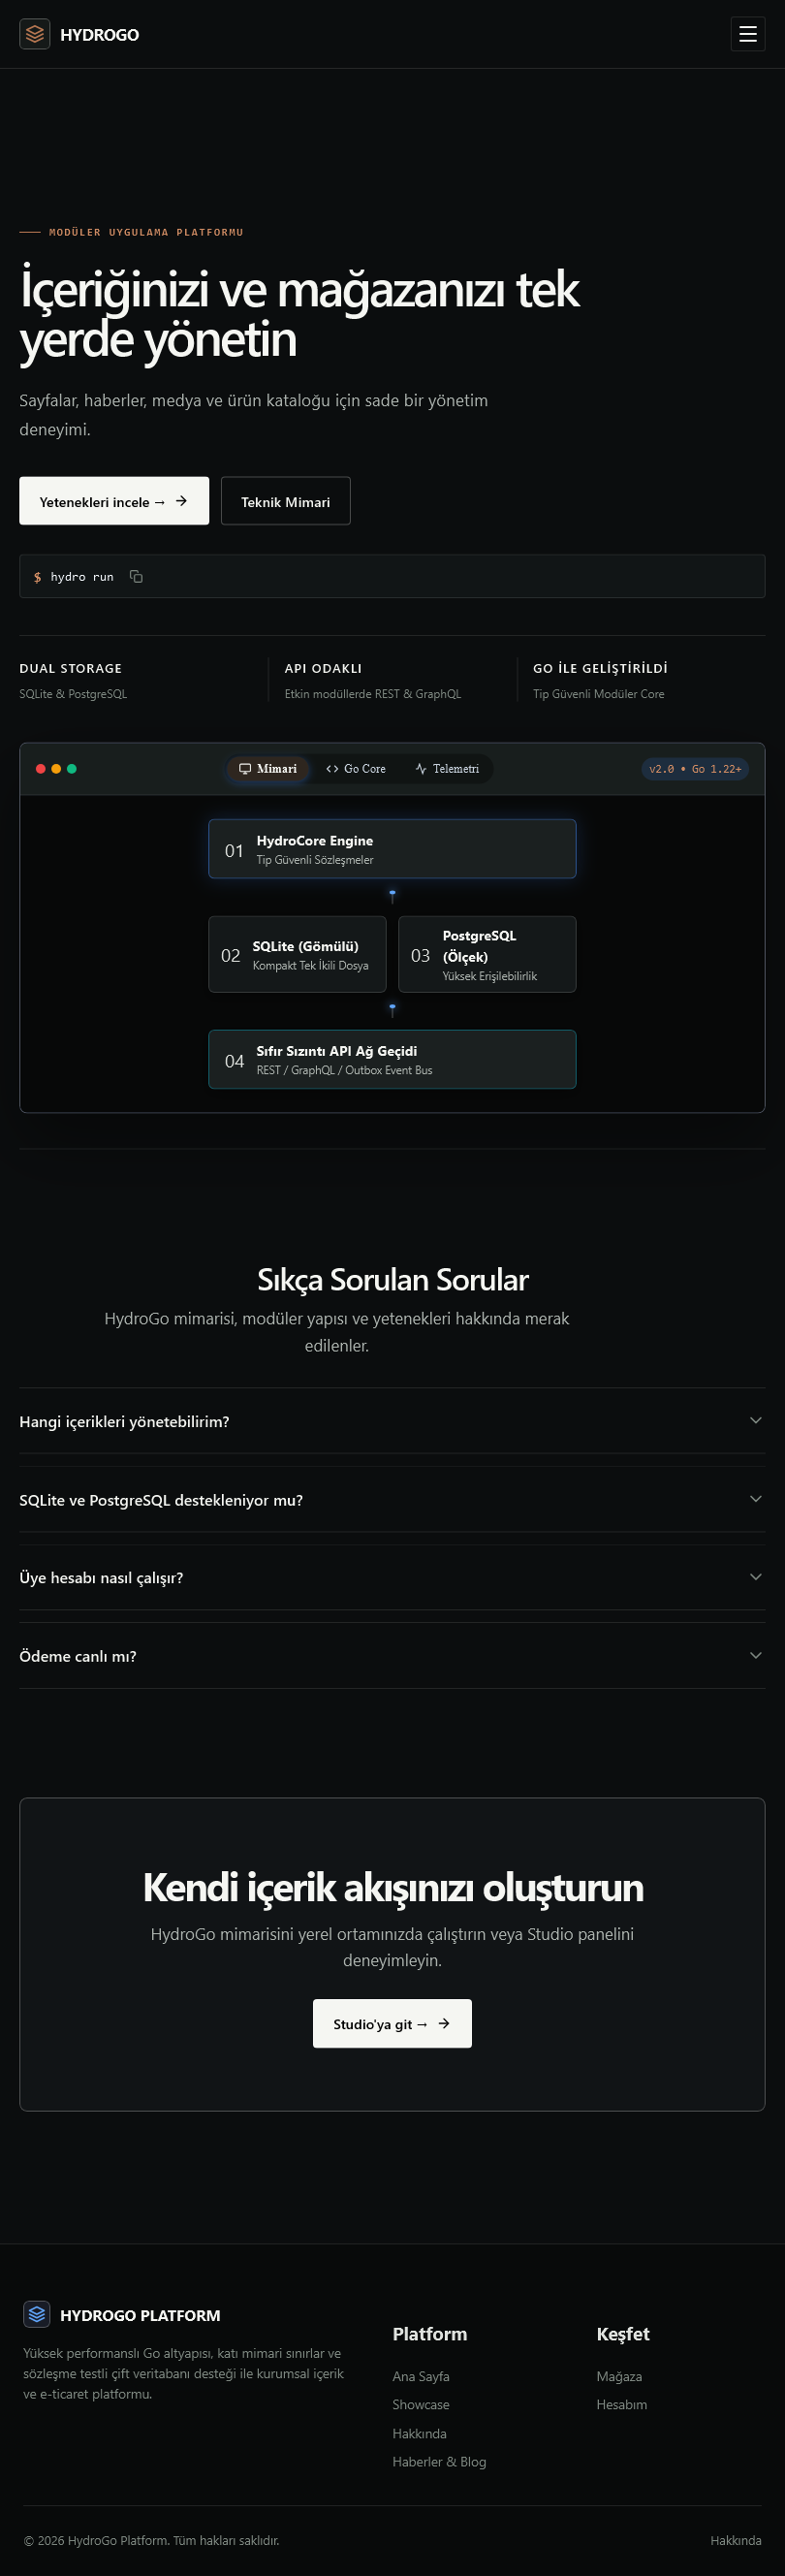 HYDROGO
MODÜLER UYGULAMA PLATFORMU
İçeriğinizi ve mağazanızı tek
yerde yönetin
Sayfalar, haberler, medya ve ürün kataloğu için sade bir yönetim
deneyimi.
Yetenekleri incele → →
Teknik Mimari
$ hydro run
DUAL STORAGE
SQLite & PostgreSQL
API ODAKLI
Etkin modüllerde REST & GraphQL
GO İLE GELİŞTİRİLDİ
Tip Güvenli Modüler Core
Mimari
Go Core
Telemetri
v2.0 • Go 1.22+
01
HydroCore Engine
Tip Güvenli Sözleşmeler
02
SQLite (Gömülü)
Kompakt Tek İkili Dosya
03
PostgreSQL
(Ölçek)
Yüksek Erişilebilirlik
04
Sıfır Sızıntı API Ağ Geçidi
REST / GraphQL / Outbox Event Bus
Sıkça Sorulan Sorular
HydroGo mimarisi, modüler yapısı ve yetenekleri hakkında merak
edilenler.
Hangi içerikleri yönetebilirim?
SQLite ve PostgreSQL destekleniyor mu?
Üye hesabı nasıl çalışır?
Ödeme canlı mı?
Kendi içerik akışınızı oluşturun
HydroGo mimarisini yerel ortamınızda çalıştırın veya Studio panelini
deneyimleyin.
Studio'ya git → →
HYDROGO PLATFORM
Yüksek performanslı Go altyapısı, katı mimari sınırlar ve
sözleşme testli çift veritabanı desteği ile kurumsal içerik
ve e-ticaret platformu.
Platform
Ana Sayfa
Showcase
Hakkında
Haberler & Blog
Keşfet
Mağaza
Hesabım
© 2026 HydroGo Platform. Tüm hakları saklıdır.
Hakkında